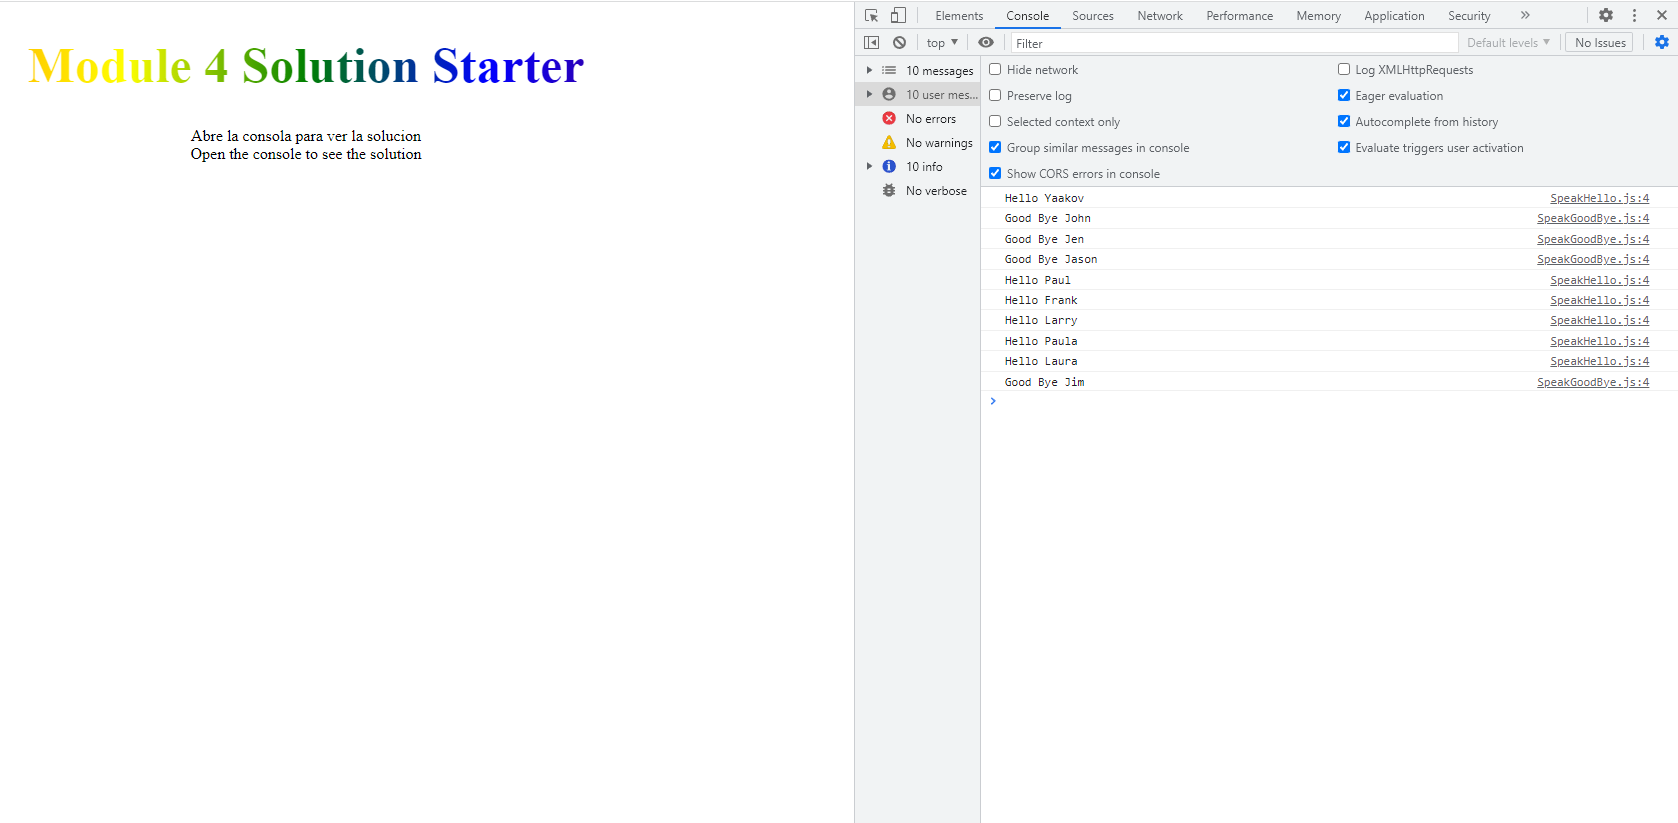 Module 4 Solution Starter
Abre la consola para ver la solucion
Open the console to see the solution
Elements Console Sources Network Performance Memory Application Security »
top ▼ Filter Default levels ▼ No Issues
10 messages
10 user mes...
No errors
No warnings
10 info
No verbose
Hide network Log XMLHttpRequests
Preserve log Eager evaluation
Selected context only Autocomplete from history
Group similar messages in console Evaluate triggers user activation
Show CORS errors in console
Hello Yaakov SpeakHello.js:4
Good Bye John SpeakGoodBye.js:4
Good Bye Jen SpeakGoodBye.js:4
Good Bye Jason SpeakGoodBye.js:4
Hello Paul SpeakHello.js:4
Hello Frank SpeakHello.js:4
Hello Larry SpeakHello.js:4
Hello Paula SpeakHello.js:4
Hello Laura SpeakHello.js:4
Good Bye Jim SpeakGoodBye.js:4